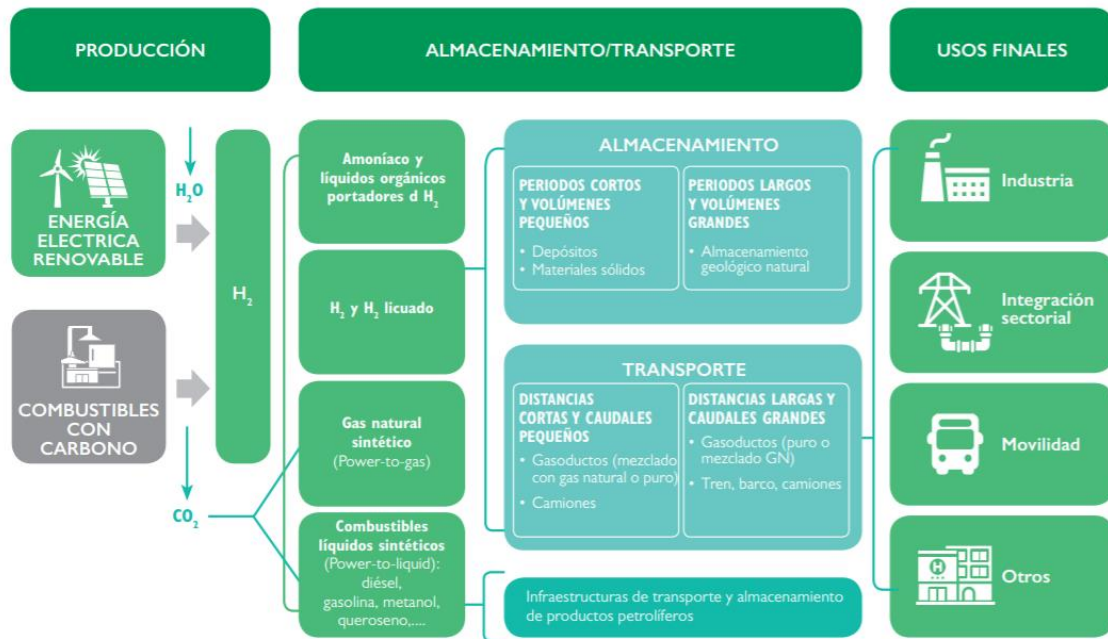 PRODUCCIÓN
ALMACENAMIENTO/TRANSPORTE
USOS FINALES
ENERGÍA
ELECTRICA
RENOVABLE
H₂O
COMBUSTIBLES
CON
CARBONO
CO₂
H₂
Amoníaco y
líquidos orgánicos
portadores d H₂
H₂ y H₂ licuado
Gas natural
sintético
(Power-to-gas)
Combustibles
líquidos sintéticos
(Power-to-liquid):
diésel,
gasolina, metanol,
queroseno,....
ALMACENAMIENTO
PERIODOS CORTOS
Y VOLÚMENES
PEQUEÑOS
• Depósitos
• Materiales sólidos
PERIODOS LARGOS
Y VOLÚMENES
GRANDES
• Almacenamiento
geológico natural
TRANSPORTE
DISTANCIAS
CORTAS Y CAUDALES
PEQUEÑOS
• Gasoductos (mezclado
con gas natural o puro)
• Camiones
DISTANCIAS LARGAS Y
CAUDALES GRANDES
• Gasoductos (puro o
mezclado GN)
• Tren, barco, camiones
Infraestructuras de transporte y almacenamiento
de productos petrolíferos
Industria
Integración
sectorial
Movilidad
H
Otros